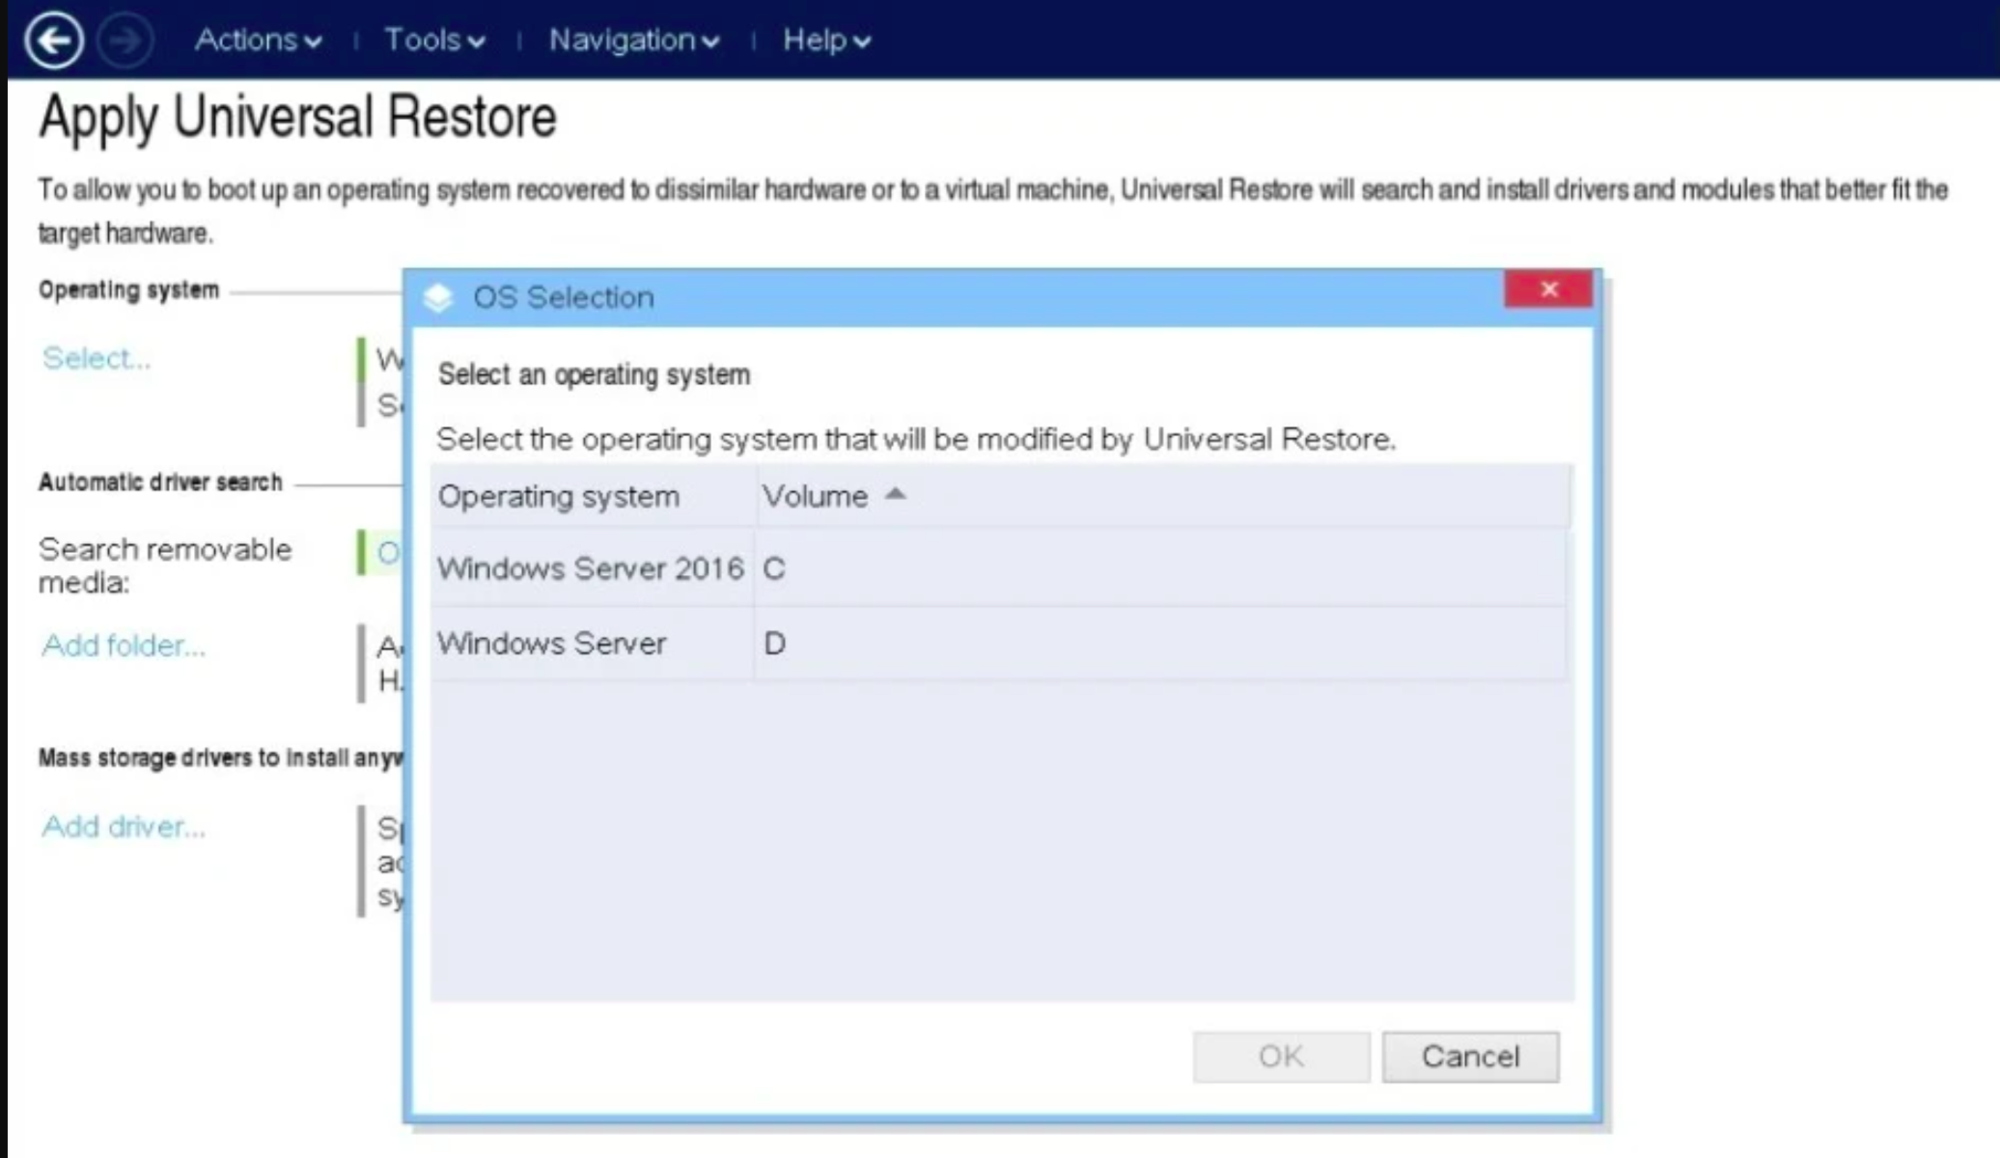 Actions Tools Navigation Help
Apply Universal Restore
To allow you to boot up an operating system recovered to dissimilar hardware or to a virtual machine, Universal Restore will search and install drivers and modules that better fit the
target hardware.
Operating system
Select...
Automatic driver search
Search removable
media:
Add folder...
Mass storage drivers to install
Add driver...
OS Selection
Select an operating system
Select the operating system that will be modified by Universal Restore.
Operating system Volume
Windows Server 2016 C
Windows Server D
OK Cancel